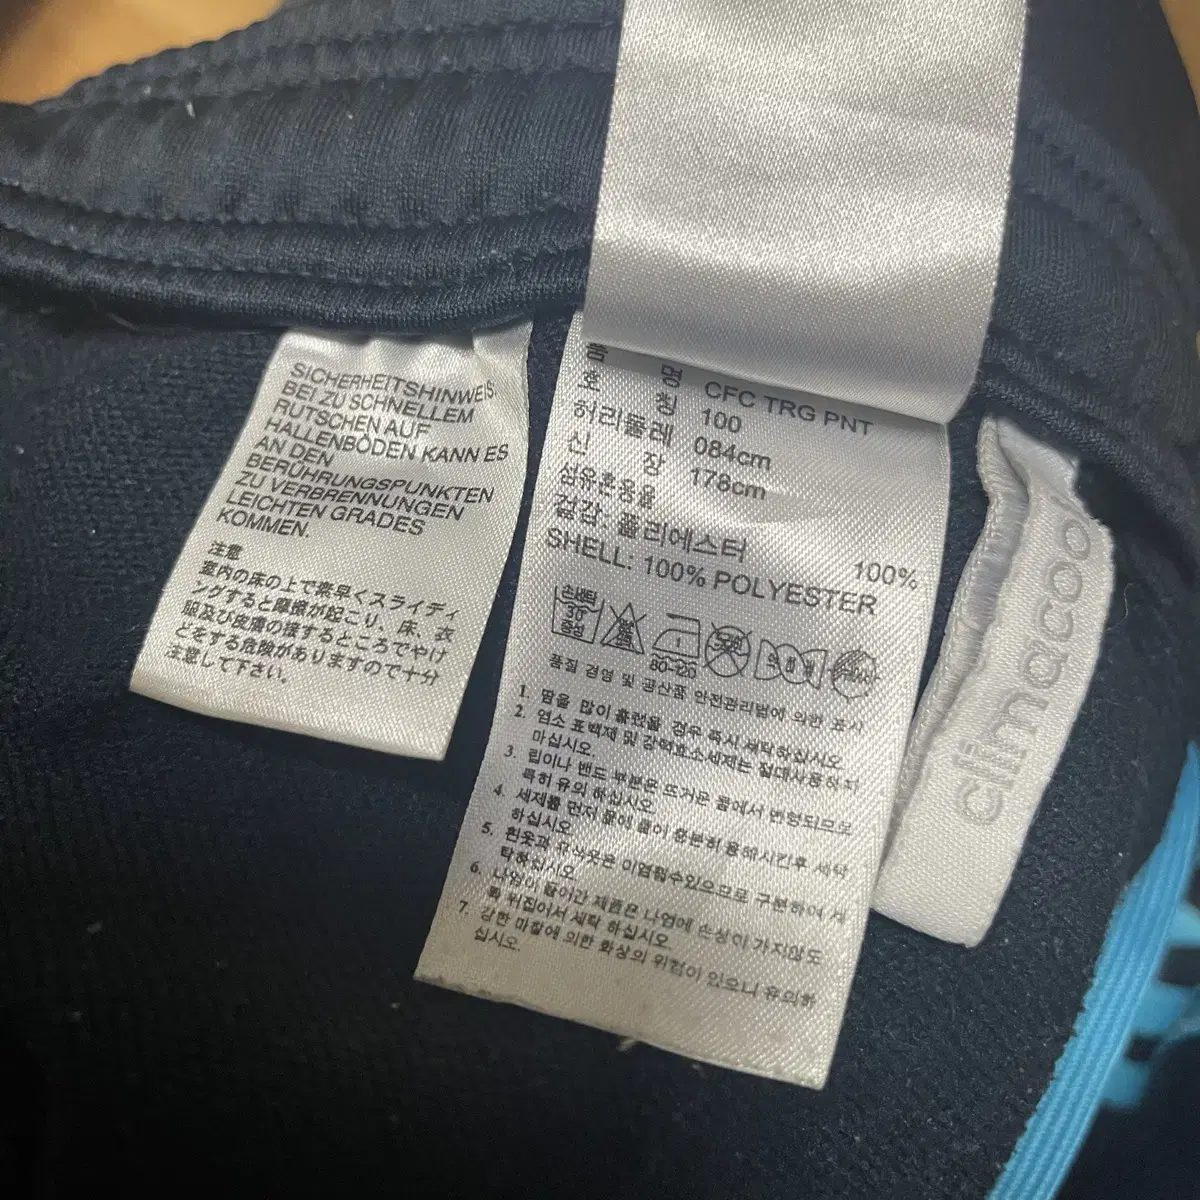 SICHERHEITSHINWEIS.
BEI ZU SCHNELLEM
RUTSCHEN AUF
HALLENBÖDEN KANN ES
AN DEN
BERÜHRUNGSPUNKTEN
ZU VERBRENNUNGEN
LEICHTEN GRADES
KOMMEN.
注意
室内の床の上で素早くスライディ
ングすると摩擦が起こり、床、衣
服及び皮膚の接するところでやけ
どをする危険がありますので十分
注意して下さい。
품 명 CFC TRG PNT
호 칭 100
허리둘레 084cm
신 장 178cm
섬유혼용율
겉감: 폴리에스터 100%
SHELL: 100% POLYESTER
손세탁
30
중성
80-120
품질 경영 및 공산품 안전관리법에 의한 표시
1. 땀을 많이 흘렸을 경우 즉시 세탁하십시오
2. 염소 표백제 및 강력효소세제는 절대사용하지
마십시오.
3. 립이나 밴드 부분은 뜨거운 물에서 변형되므로
특히 유의 하십시오.
4. 세제를 먼저 물에 풀어 충분히 용해시킨후 세탁
하십시오.
5. 흰옷과 유색옷은 이염될수있으므로 구분하여 세
탁하십시오.
6. 나염이 들어간 제품은 나염에 손상이 가지않도
록 뒤집어서 세탁 하십시오.
7. 강한 마찰에 의한 화상의 위험이 있으니 유의하
십시오.
climacool